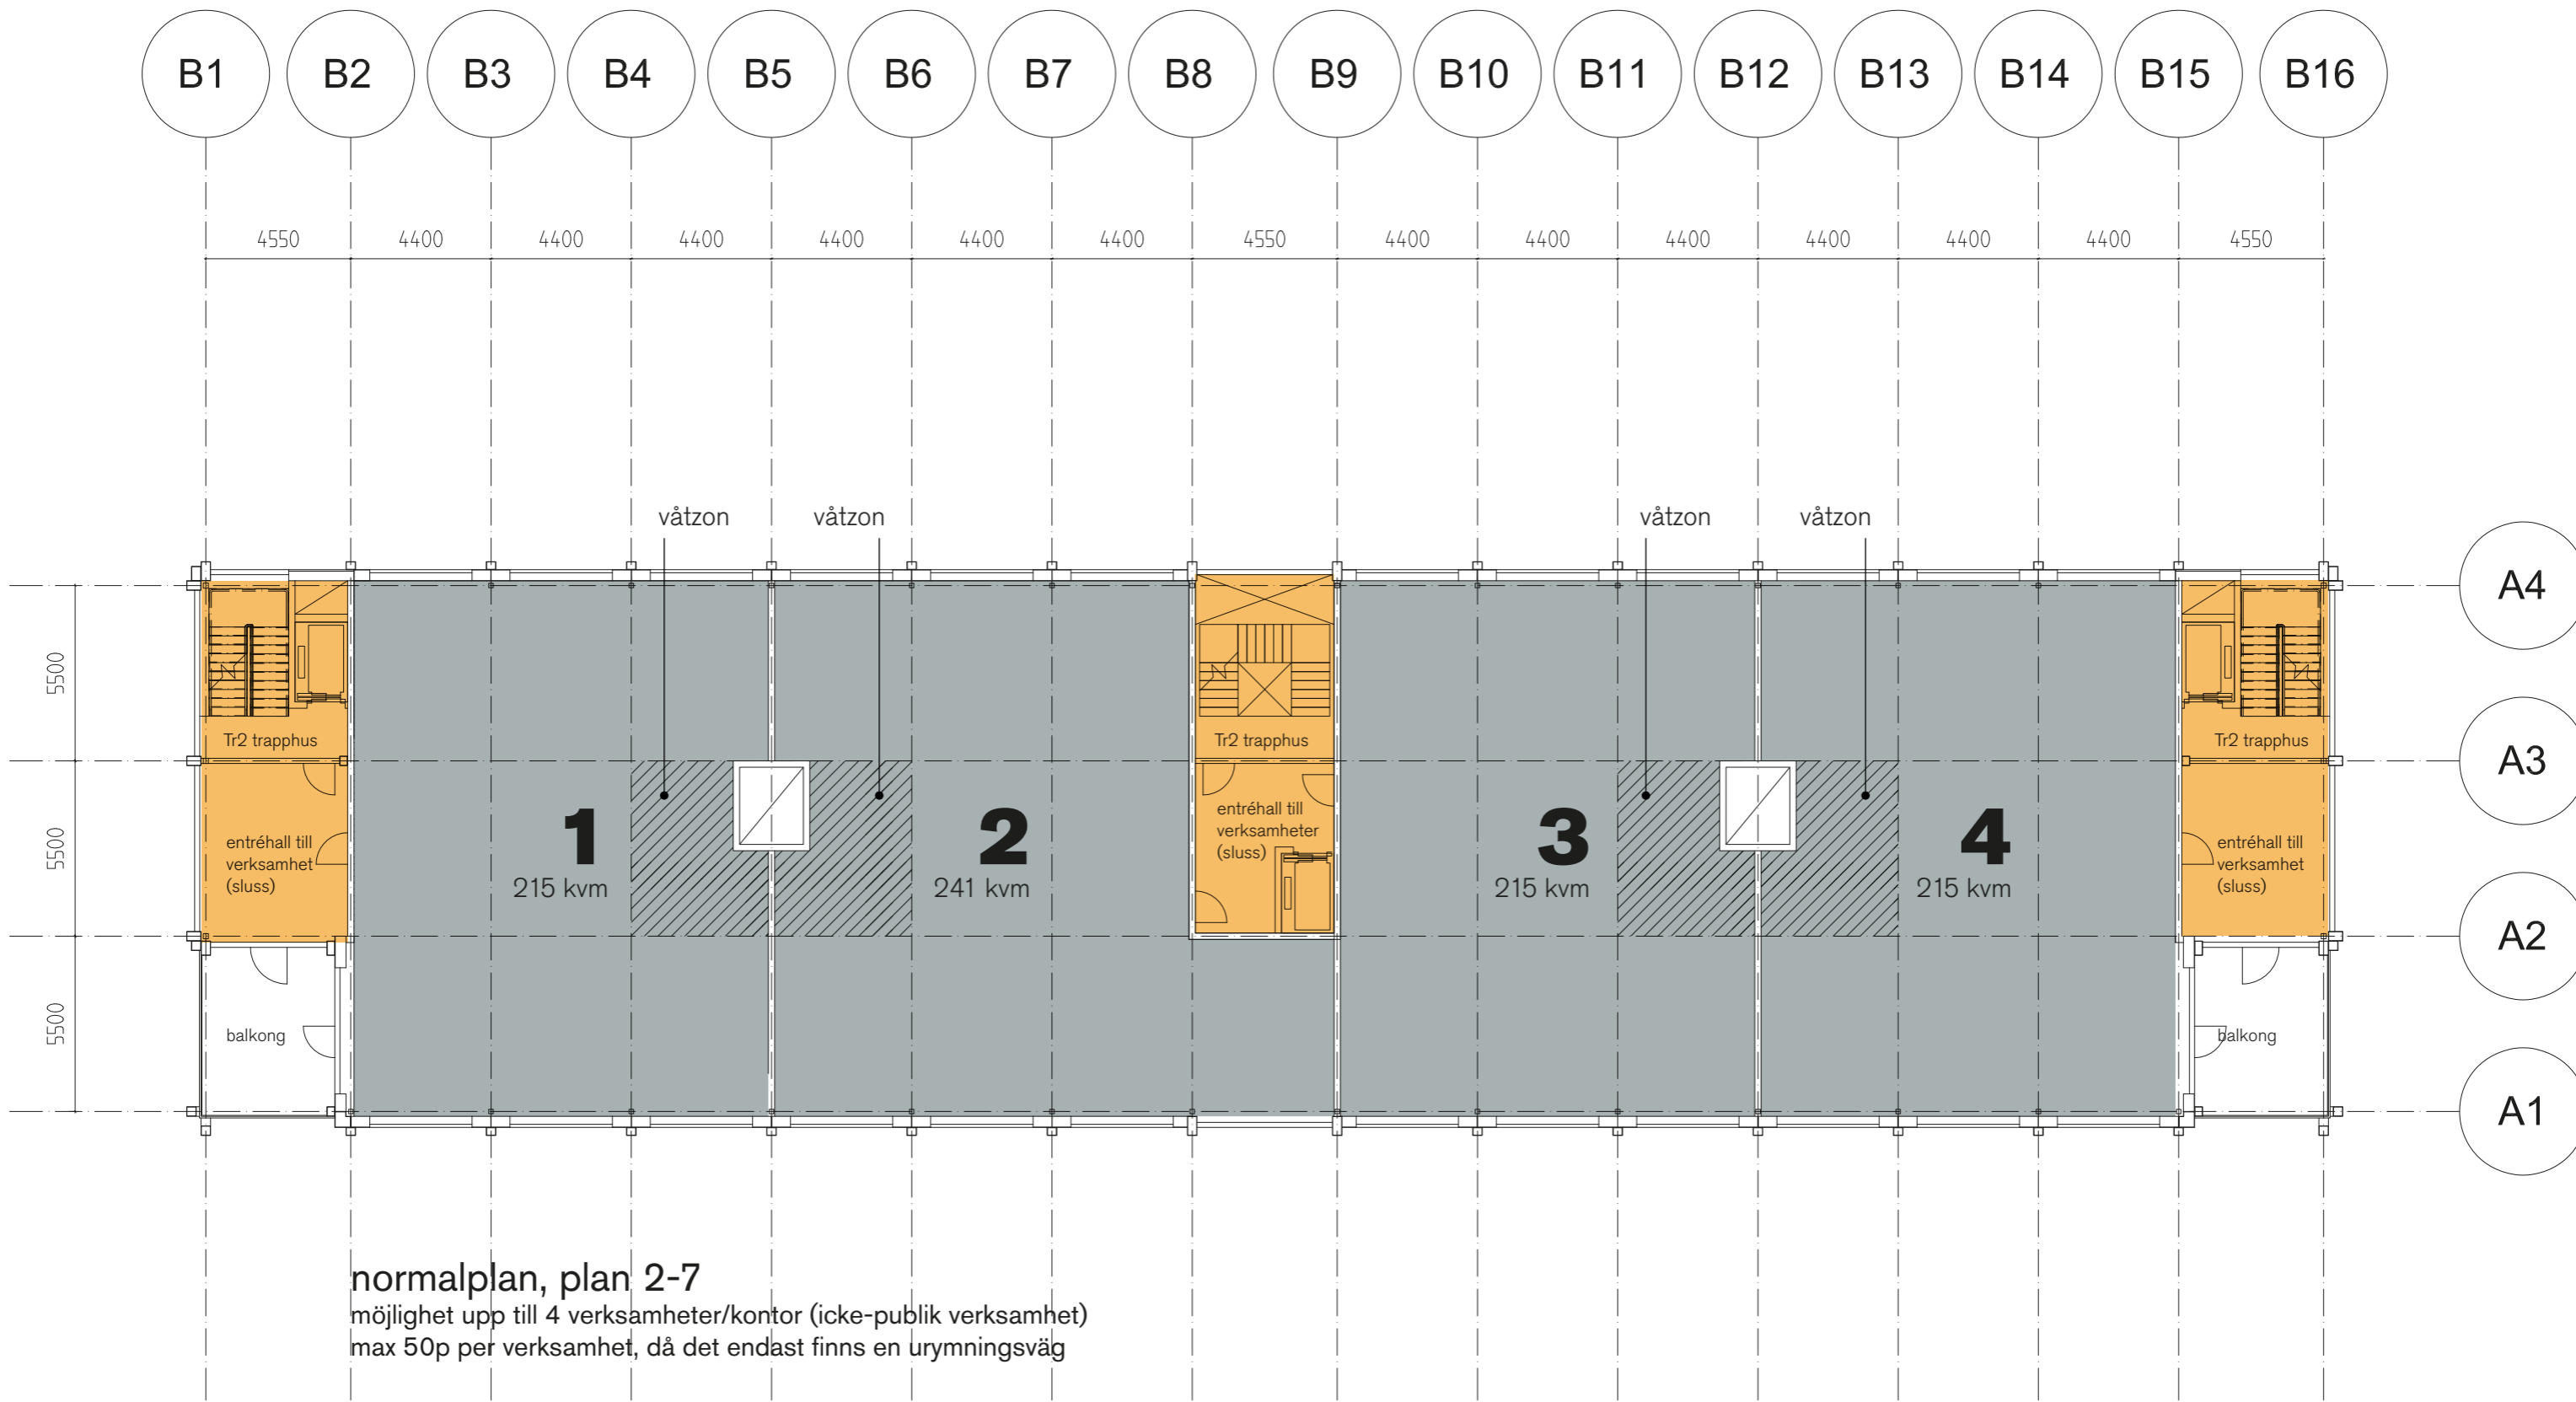 B1 B2 B3 B4 B5 B6 B7 B8 B9 B10 B11 B12 B13 B14 B15 B16
4550 4400 4400 4400 4400 4400 4400 4550 4400 4400 4400 4400 4400 4400 4550
våtzon våtzon våtzon våtzon
A4
5500
Tr2 trapphus Tr2 trapphus Tr2 trapphus
A3
5500
1
215 kvm
2
241 kvm
3
215 kvm
4
215 kvm
entréhall till
verksamhet
(sluss)
entréhall till
verksamheter
(sluss)
entréhall till
verksamhet
(sluss)
A2
5500
balkong balkong
A1
normalplan, plan 2-7
möjlighet upp till 4 verksamheter/kontor (icke-publik verksamhet)
max 50p per verksamhet, då det endast finns en urymningsväg